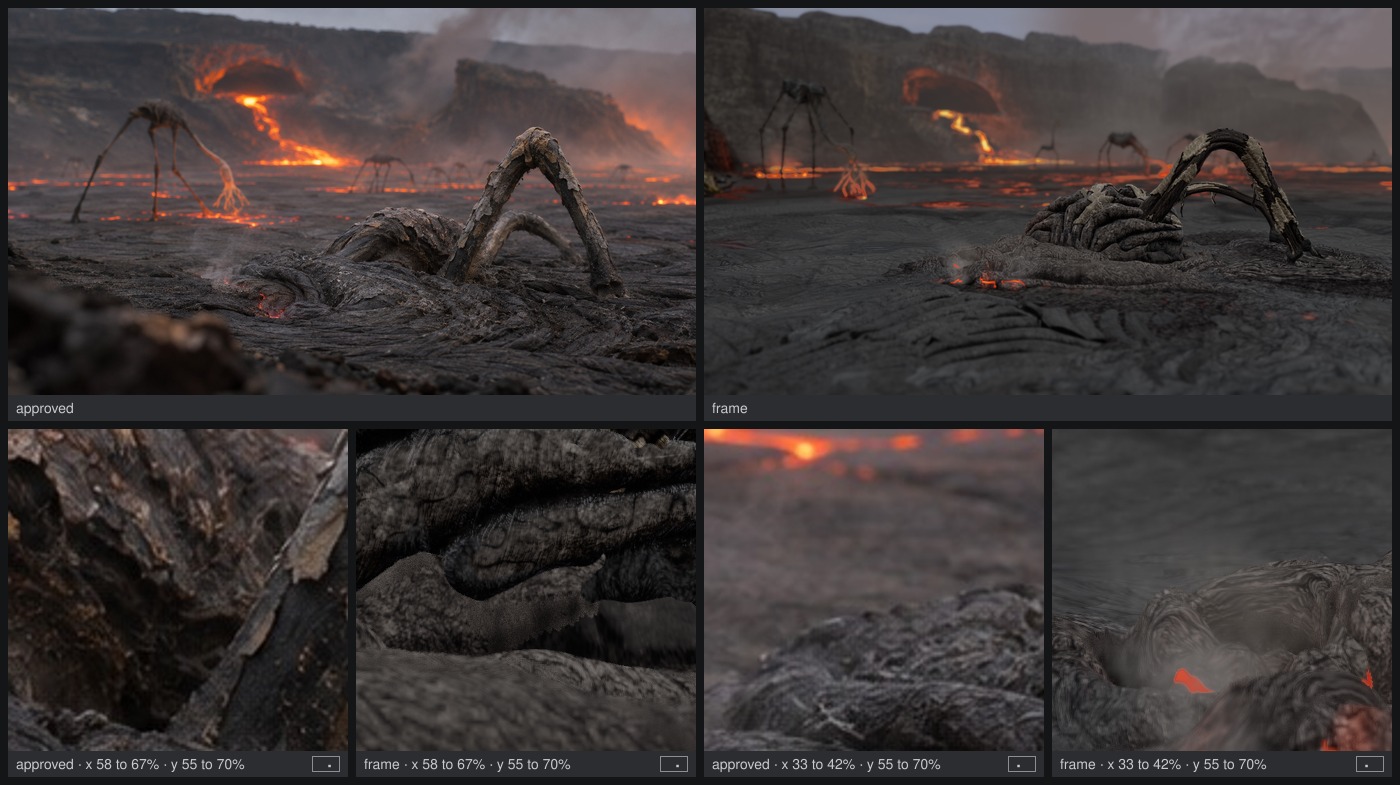 approved
frame
approved · x 58 to 67% · y 55 to 70%
frame · x 58 to 67% · y 55 to 70%
approved · x 33 to 42% · y 55 to 70%
frame · x 33 to 42% · y 55 to 70%